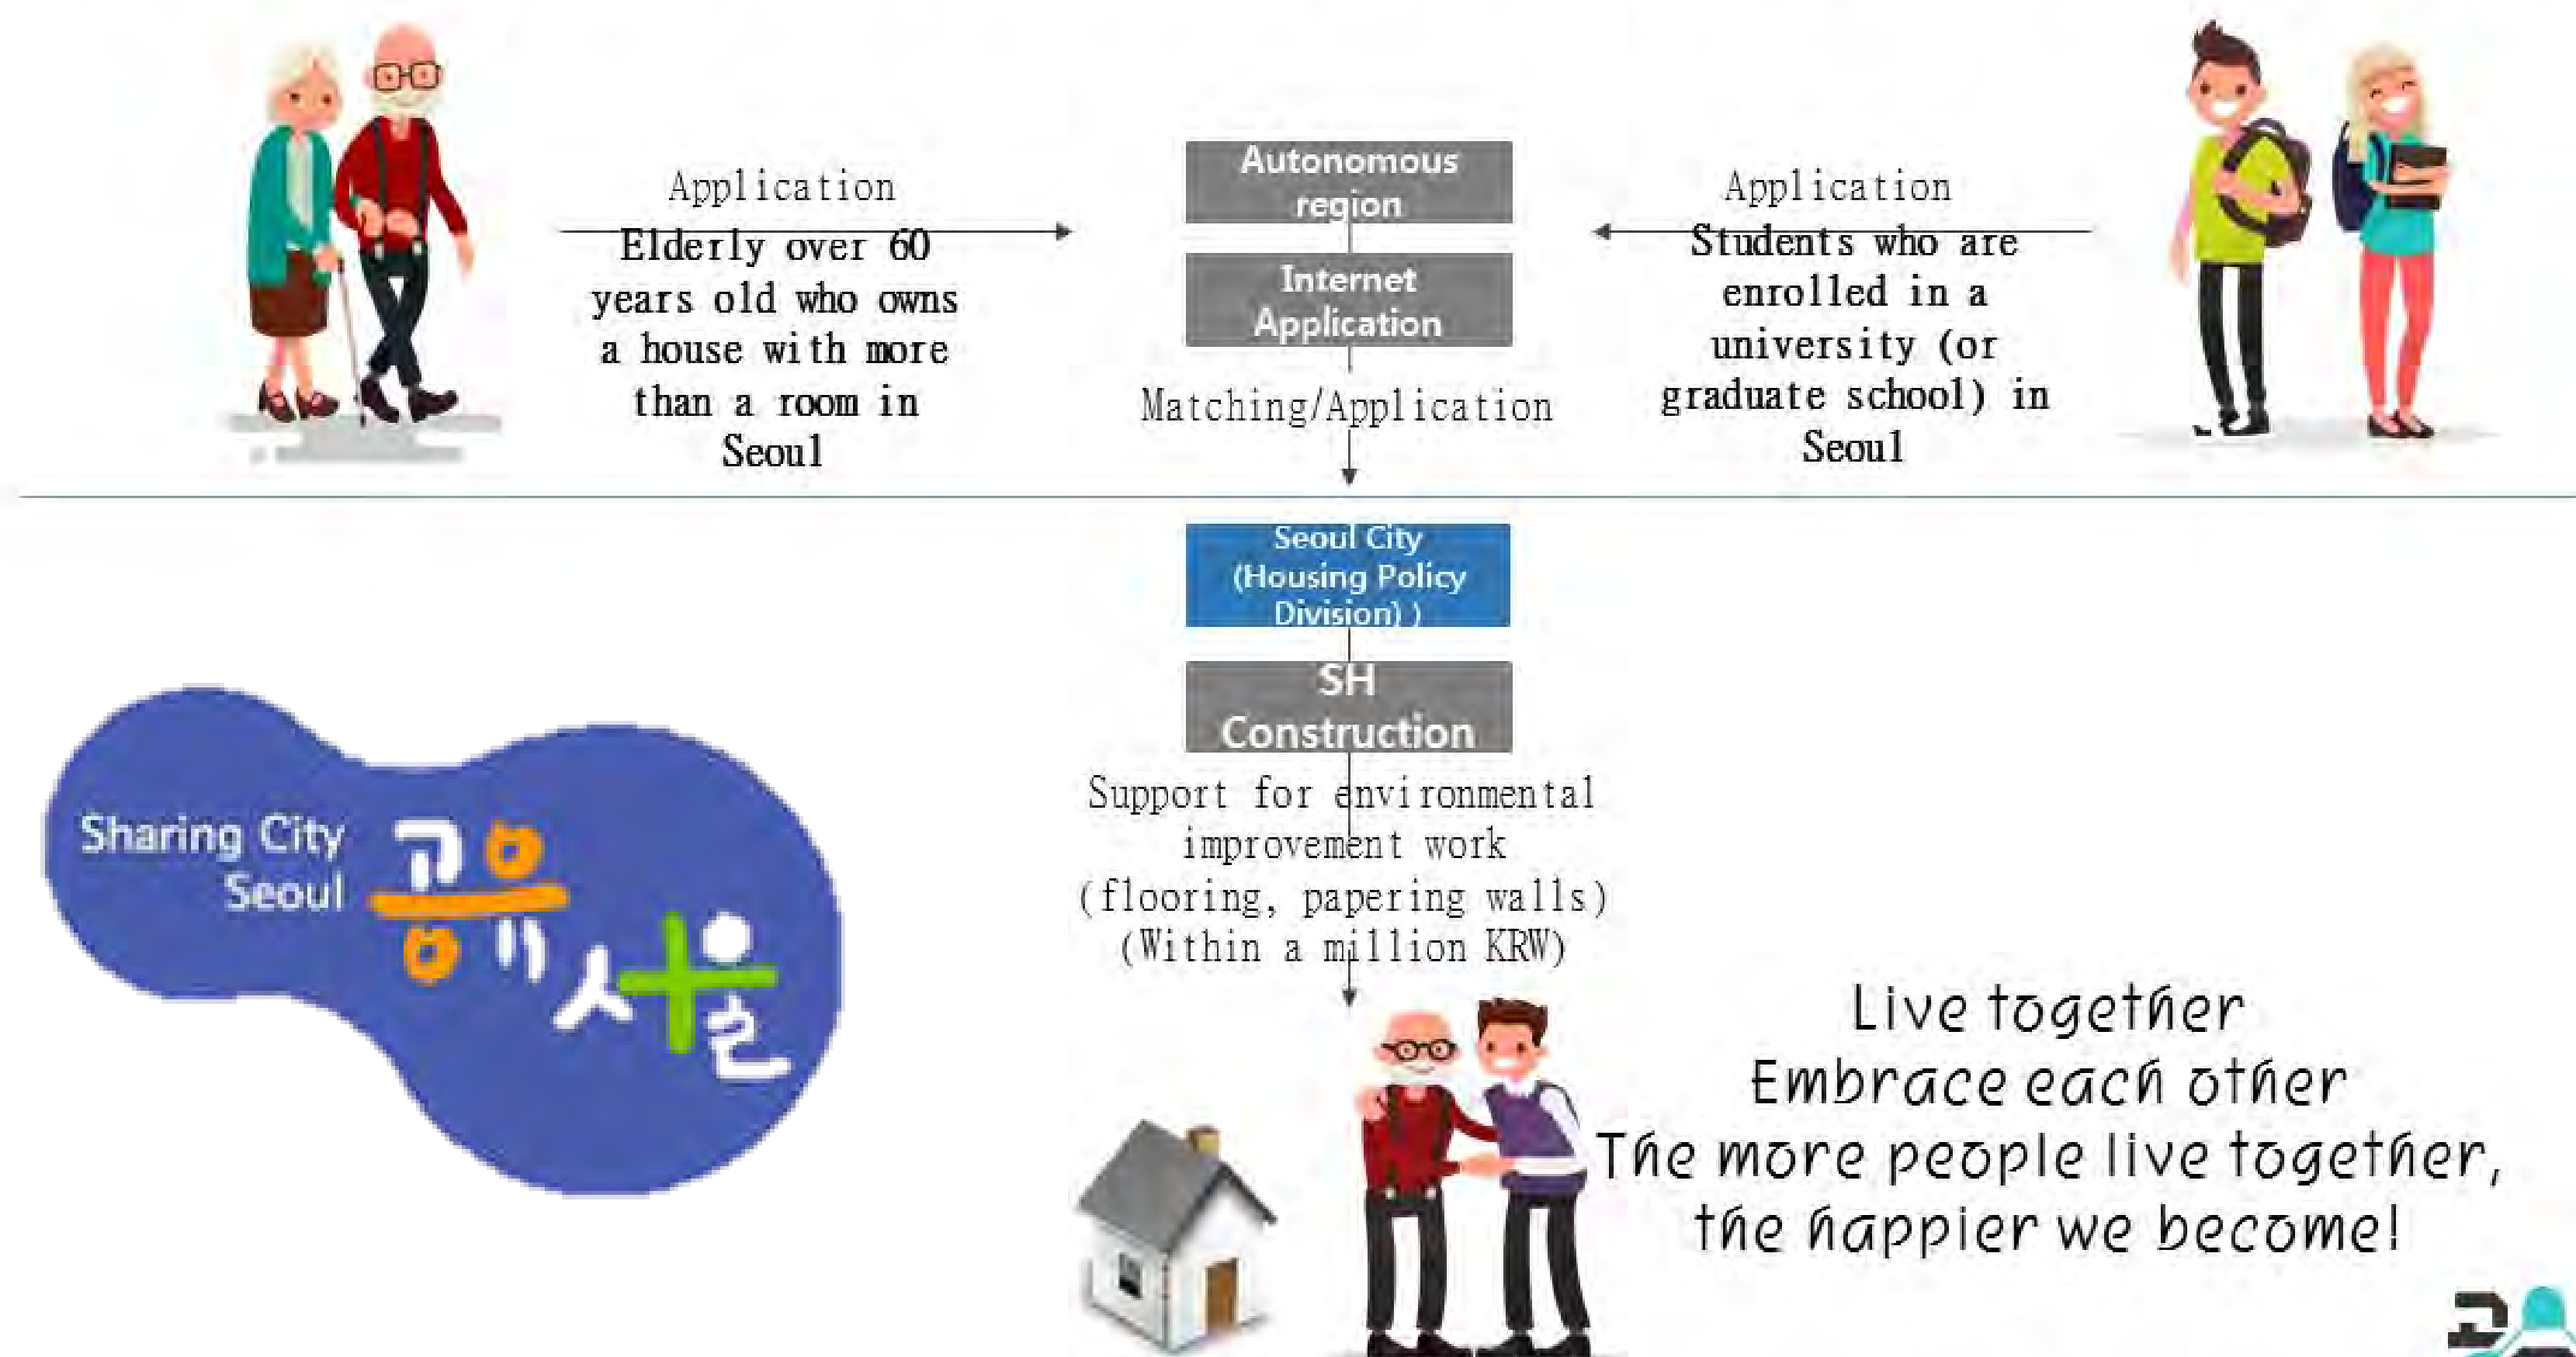 Application
Elderly over 60
years old who owns
a house with more
than a room in
Seoul
Autonomous
region
Internet
Application
Matching/Application
Application
Students who are
enrolled in a
university (or
graduate school) in
Seoul
Seoul City
(Housing Policy
Division) )
SH
Construction
Support for environmental
improvement work
(flooring, papering walls)
(Within a million KRW)
Sharing City
Seoul
공유
서울
Live together
Embrace each other
The more people live together,
the happier we become!